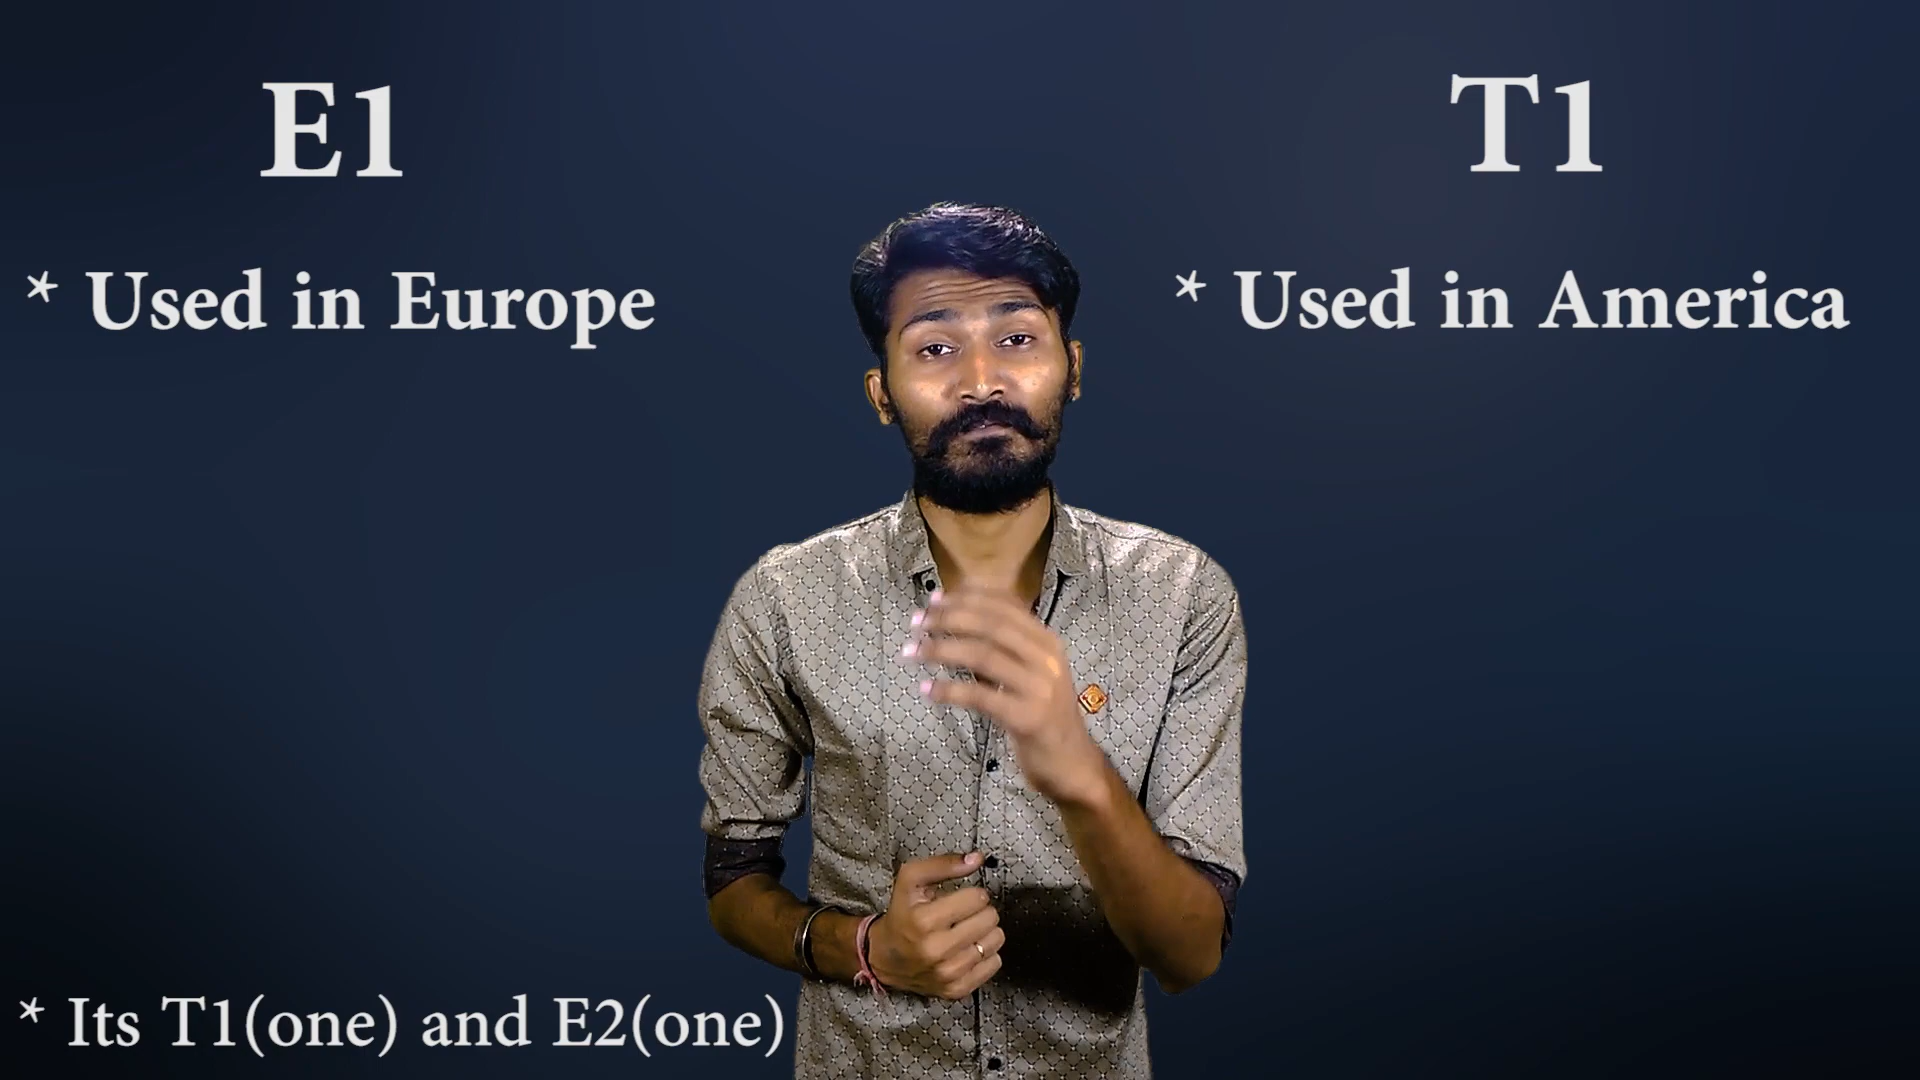 E1
* Used in Europe
T1
* Used in America
* Its T1(one) and E2(one)